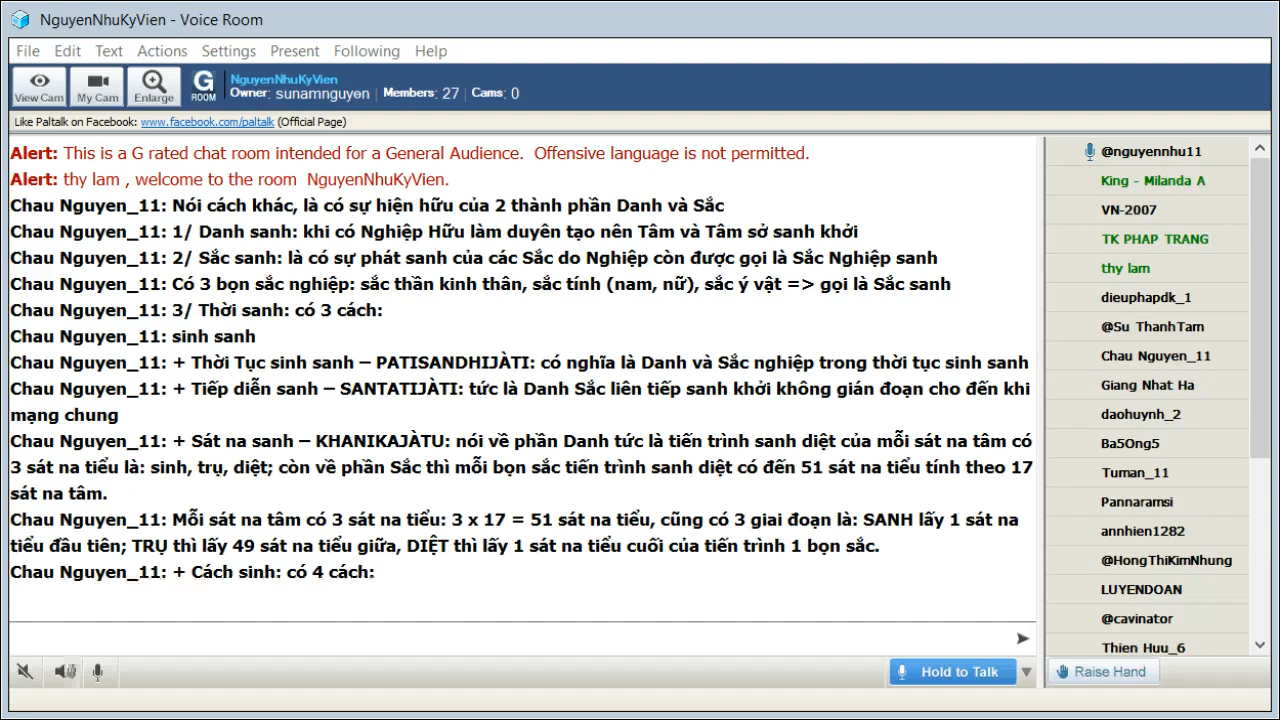 NguyenNhuKyVien - Voice Room
File Edit Text Actions Settings Present Following Help
View Cam My Cam Enlarge G ROOM
NguyenNhuKyVien
Owner: sunamnguyen | Members: 27 | Cams: 0
Like Paltalk on Facebook: www.facebook.com/paltalk (Official Page)
Alert: This is a G rated chat room intended for a General Audience. Offensive language is not permitted.
Alert: thy lam , welcome to the room NguyenNhuKyVien.
Chau Nguyen_11: Nói cách khác, là có sự hiện hữu của 2 thành phần Danh và Sắc
Chau Nguyen_11: 1/ Danh sanh: khi có Nghiệp Hữu làm duyên tạo nên Tâm và Tâm sở sanh khởi
Chau Nguyen_11: 2/ Sắc sanh: là có sự phát sanh của các Sắc do Nghiệp còn được gọi là Sắc Nghiệp sanh
Chau Nguyen_11: Có 3 bọn sắc nghiệp: sắc thần kinh thân, sắc tính (nam, nữ), sắc ý vật => gọi là Sắc sanh
Chau Nguyen_11: 3/ Thời sanh: có 3 cách:
Chau Nguyen_11: sinh sanh
Chau Nguyen_11: + Thời Tục sinh sanh – PATISANDHIJÀTI: có nghĩa là Danh và Sắc nghiệp trong thời tục sinh sanh
Chau Nguyen_11: + Tiếp diễn sanh – SANTATIJÀTI: tức là Danh Sắc liên tiếp sanh khởi không gián đoạn cho đến khi
mạng chung
Chau Nguyen_11: + Sát na sanh – KHANIKAJÀTU: nói về phần Danh tức là tiến trình sanh diệt của mỗi sát na tâm có
3 sát na tiểu là: sinh, trụ, diệt; còn về phần Sắc thì mỗi bọn sắc tiến trình sanh diệt có đến 51 sát na tiểu tính theo 17
sát na tâm.
Chau Nguyen_11: Mỗi sát na tâm có 3 sát na tiểu: 3 x 17 = 51 sát na tiểu, cũng có 3 giai đoạn là: SANH lấy 1 sát na
tiểu đầu tiên; TRỤ thì lấy 49 sát na tiểu giữa, DIỆT thì lấy 1 sát na tiểu cuối của tiến trình 1 bọn sắc.
Chau Nguyen_11: + Cách sinh: có 4 cách:
Hold to Talk
@nguyennhu11
King - Milanda A
VN-2007
TK PHAP TRANG
thy lam
dieuphapdk_1
@Su ThanhTam
Chau Nguyen_11
Giang Nhat Ha
daohuynh_2
Ba5Ong5
Tuman_11
Pannaramsi
annhien1282
@HongThiKimNhung
LUYENDOAN
@cavinator
Thien Huu_6
Raise Hand